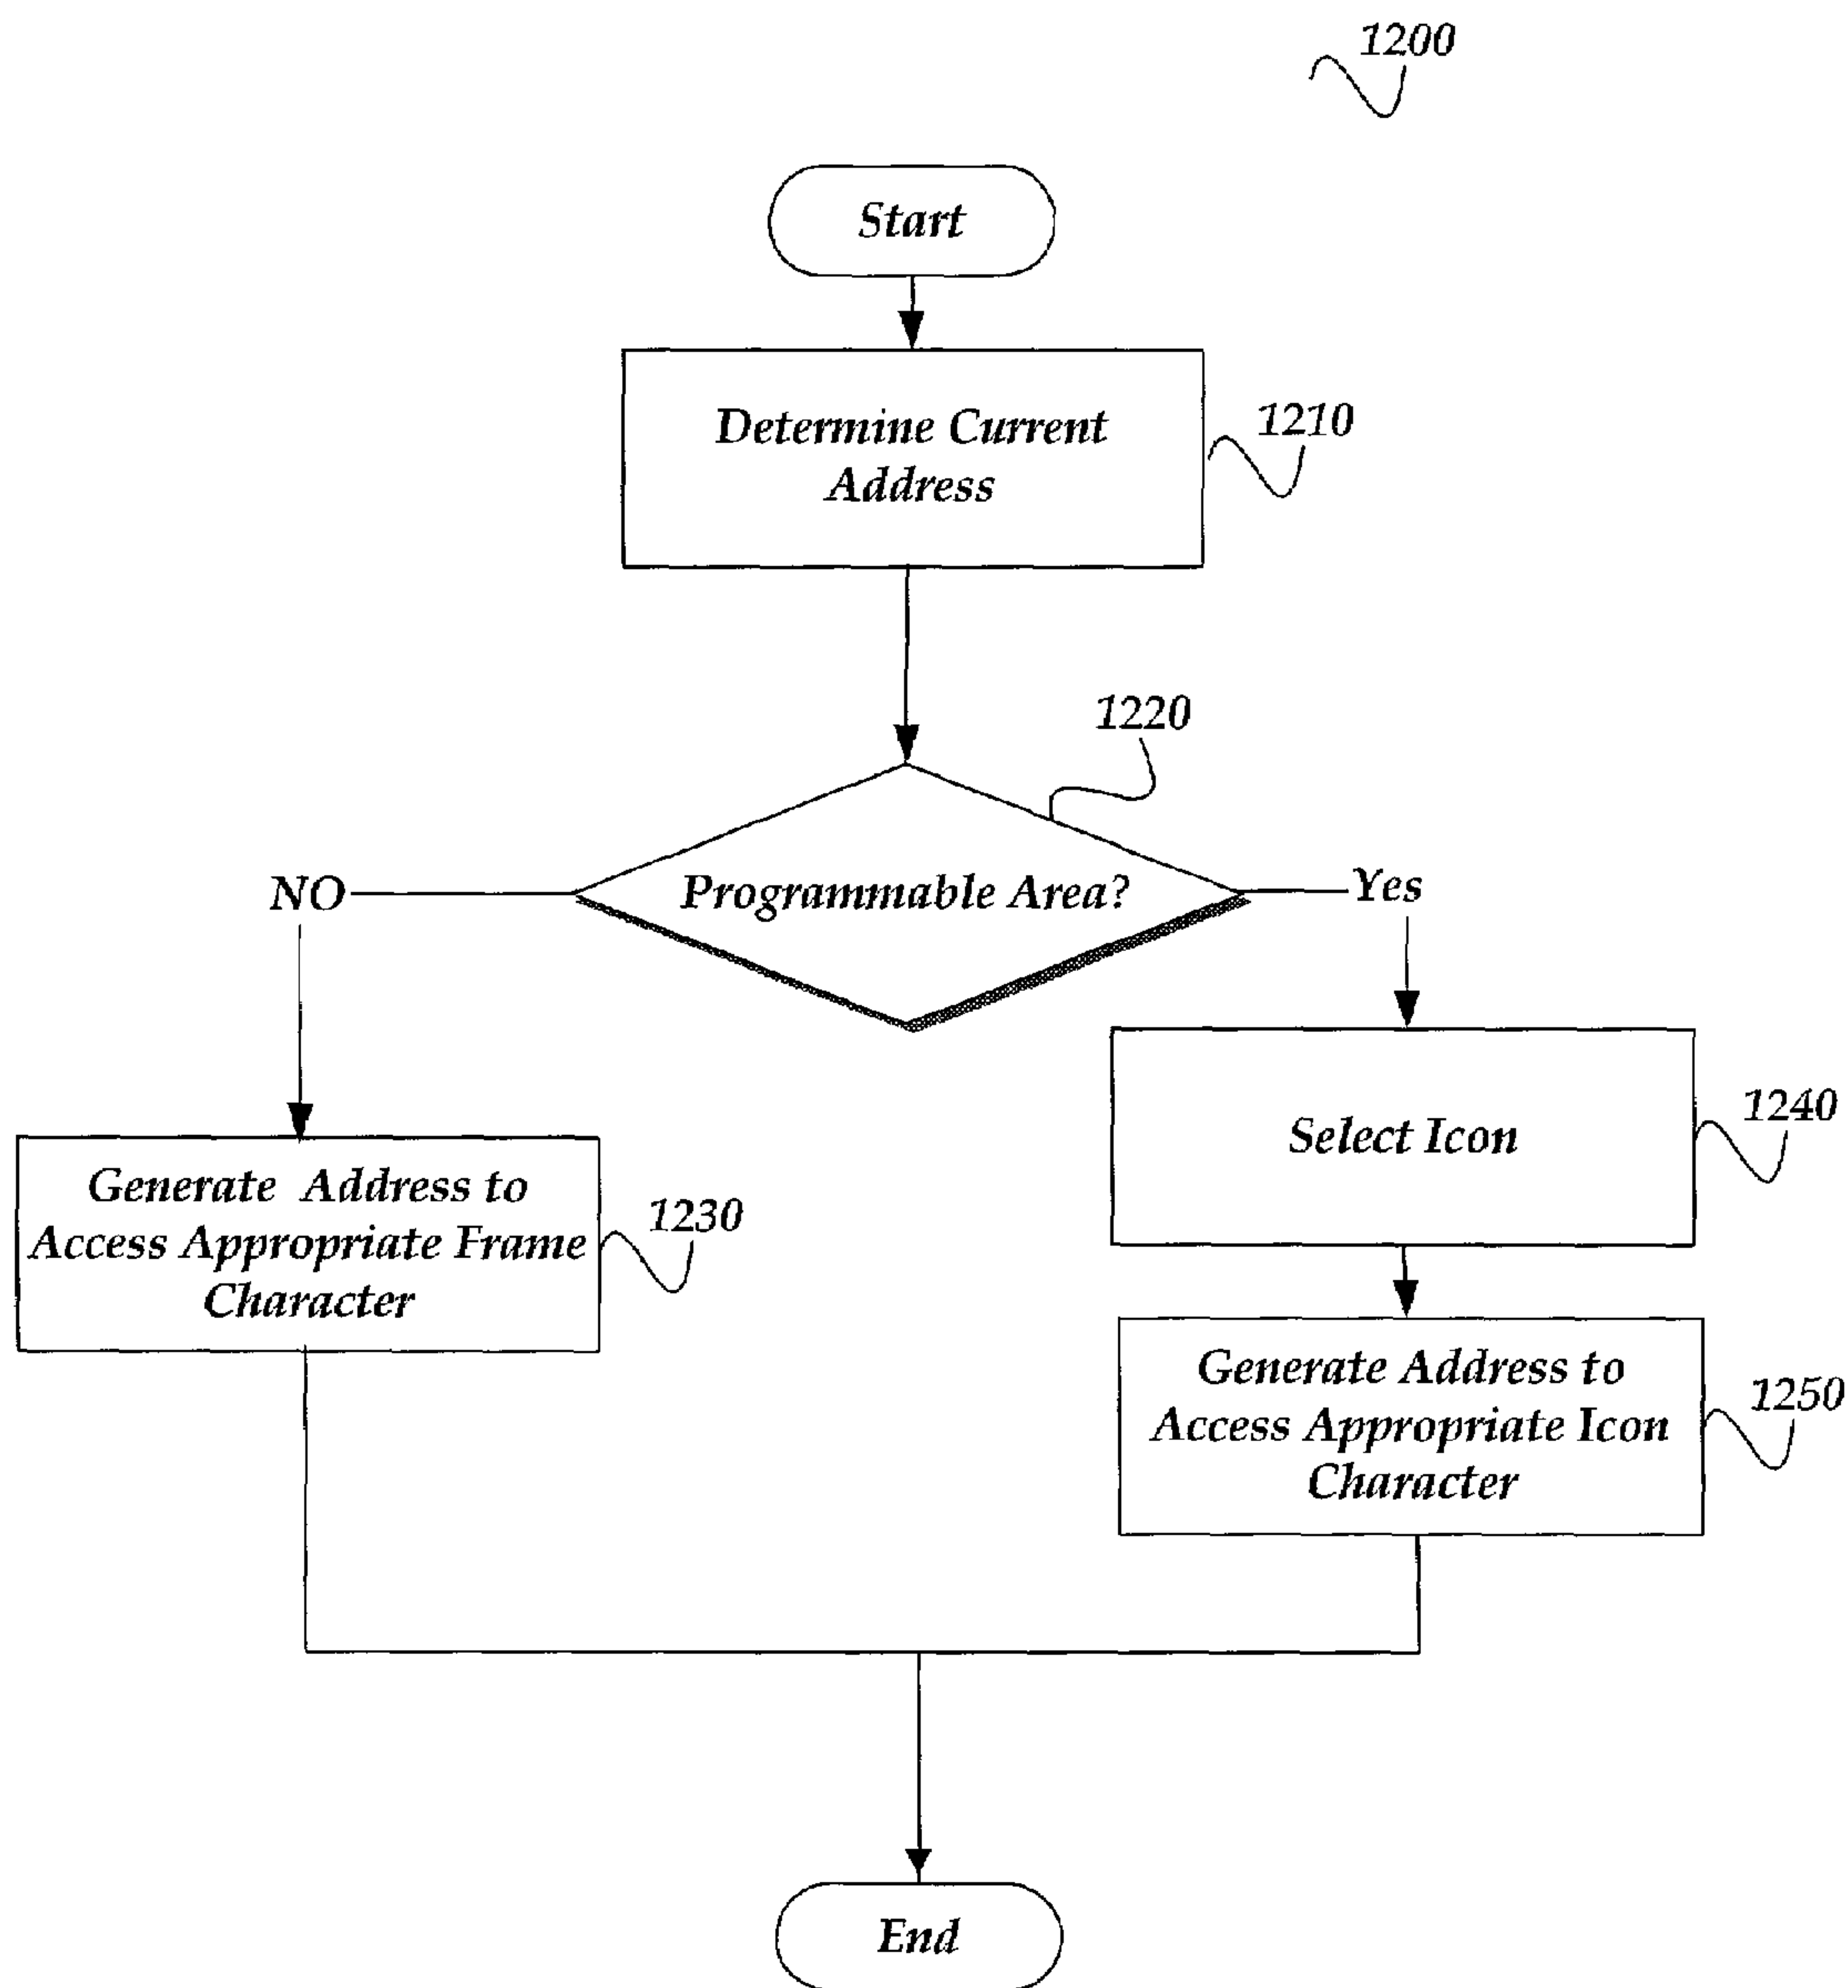 1200
Start
Determine Current
Address
1210
1220
Programmable Area?
NO
Yes
Generate Address to
Access Appropriate Frame
Character
1230
Select Icon
1240
Generate Address to
Access Appropriate Icon
Character
1250
End